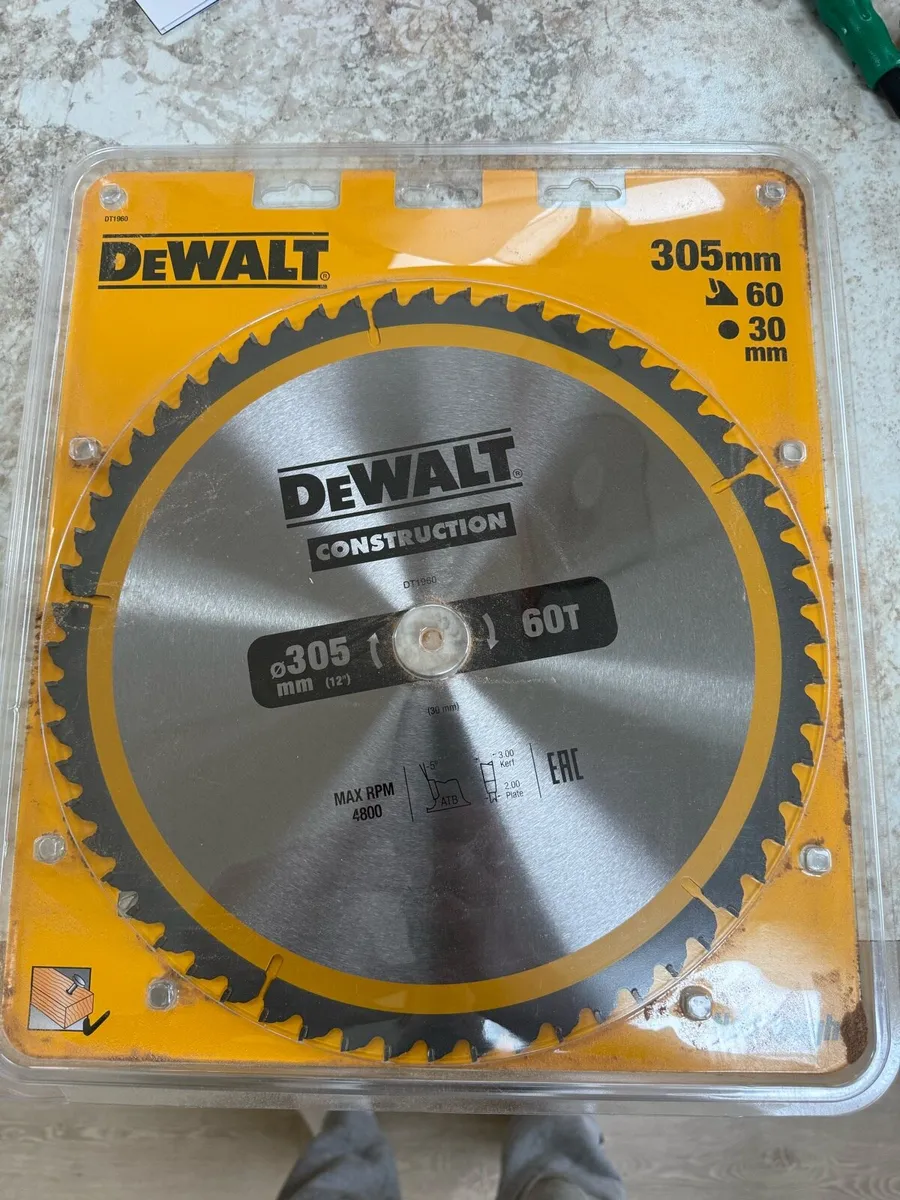 DT1960
DEWALT®
305mm
60
30
mm
DEWALT®
CONSTRUCTION
DT1960
ø305
mm (12")
60T
(30 mm)
MAX RPM
4800
-5°
ATB
3.00
Kerf
2.00
Plate
EAC